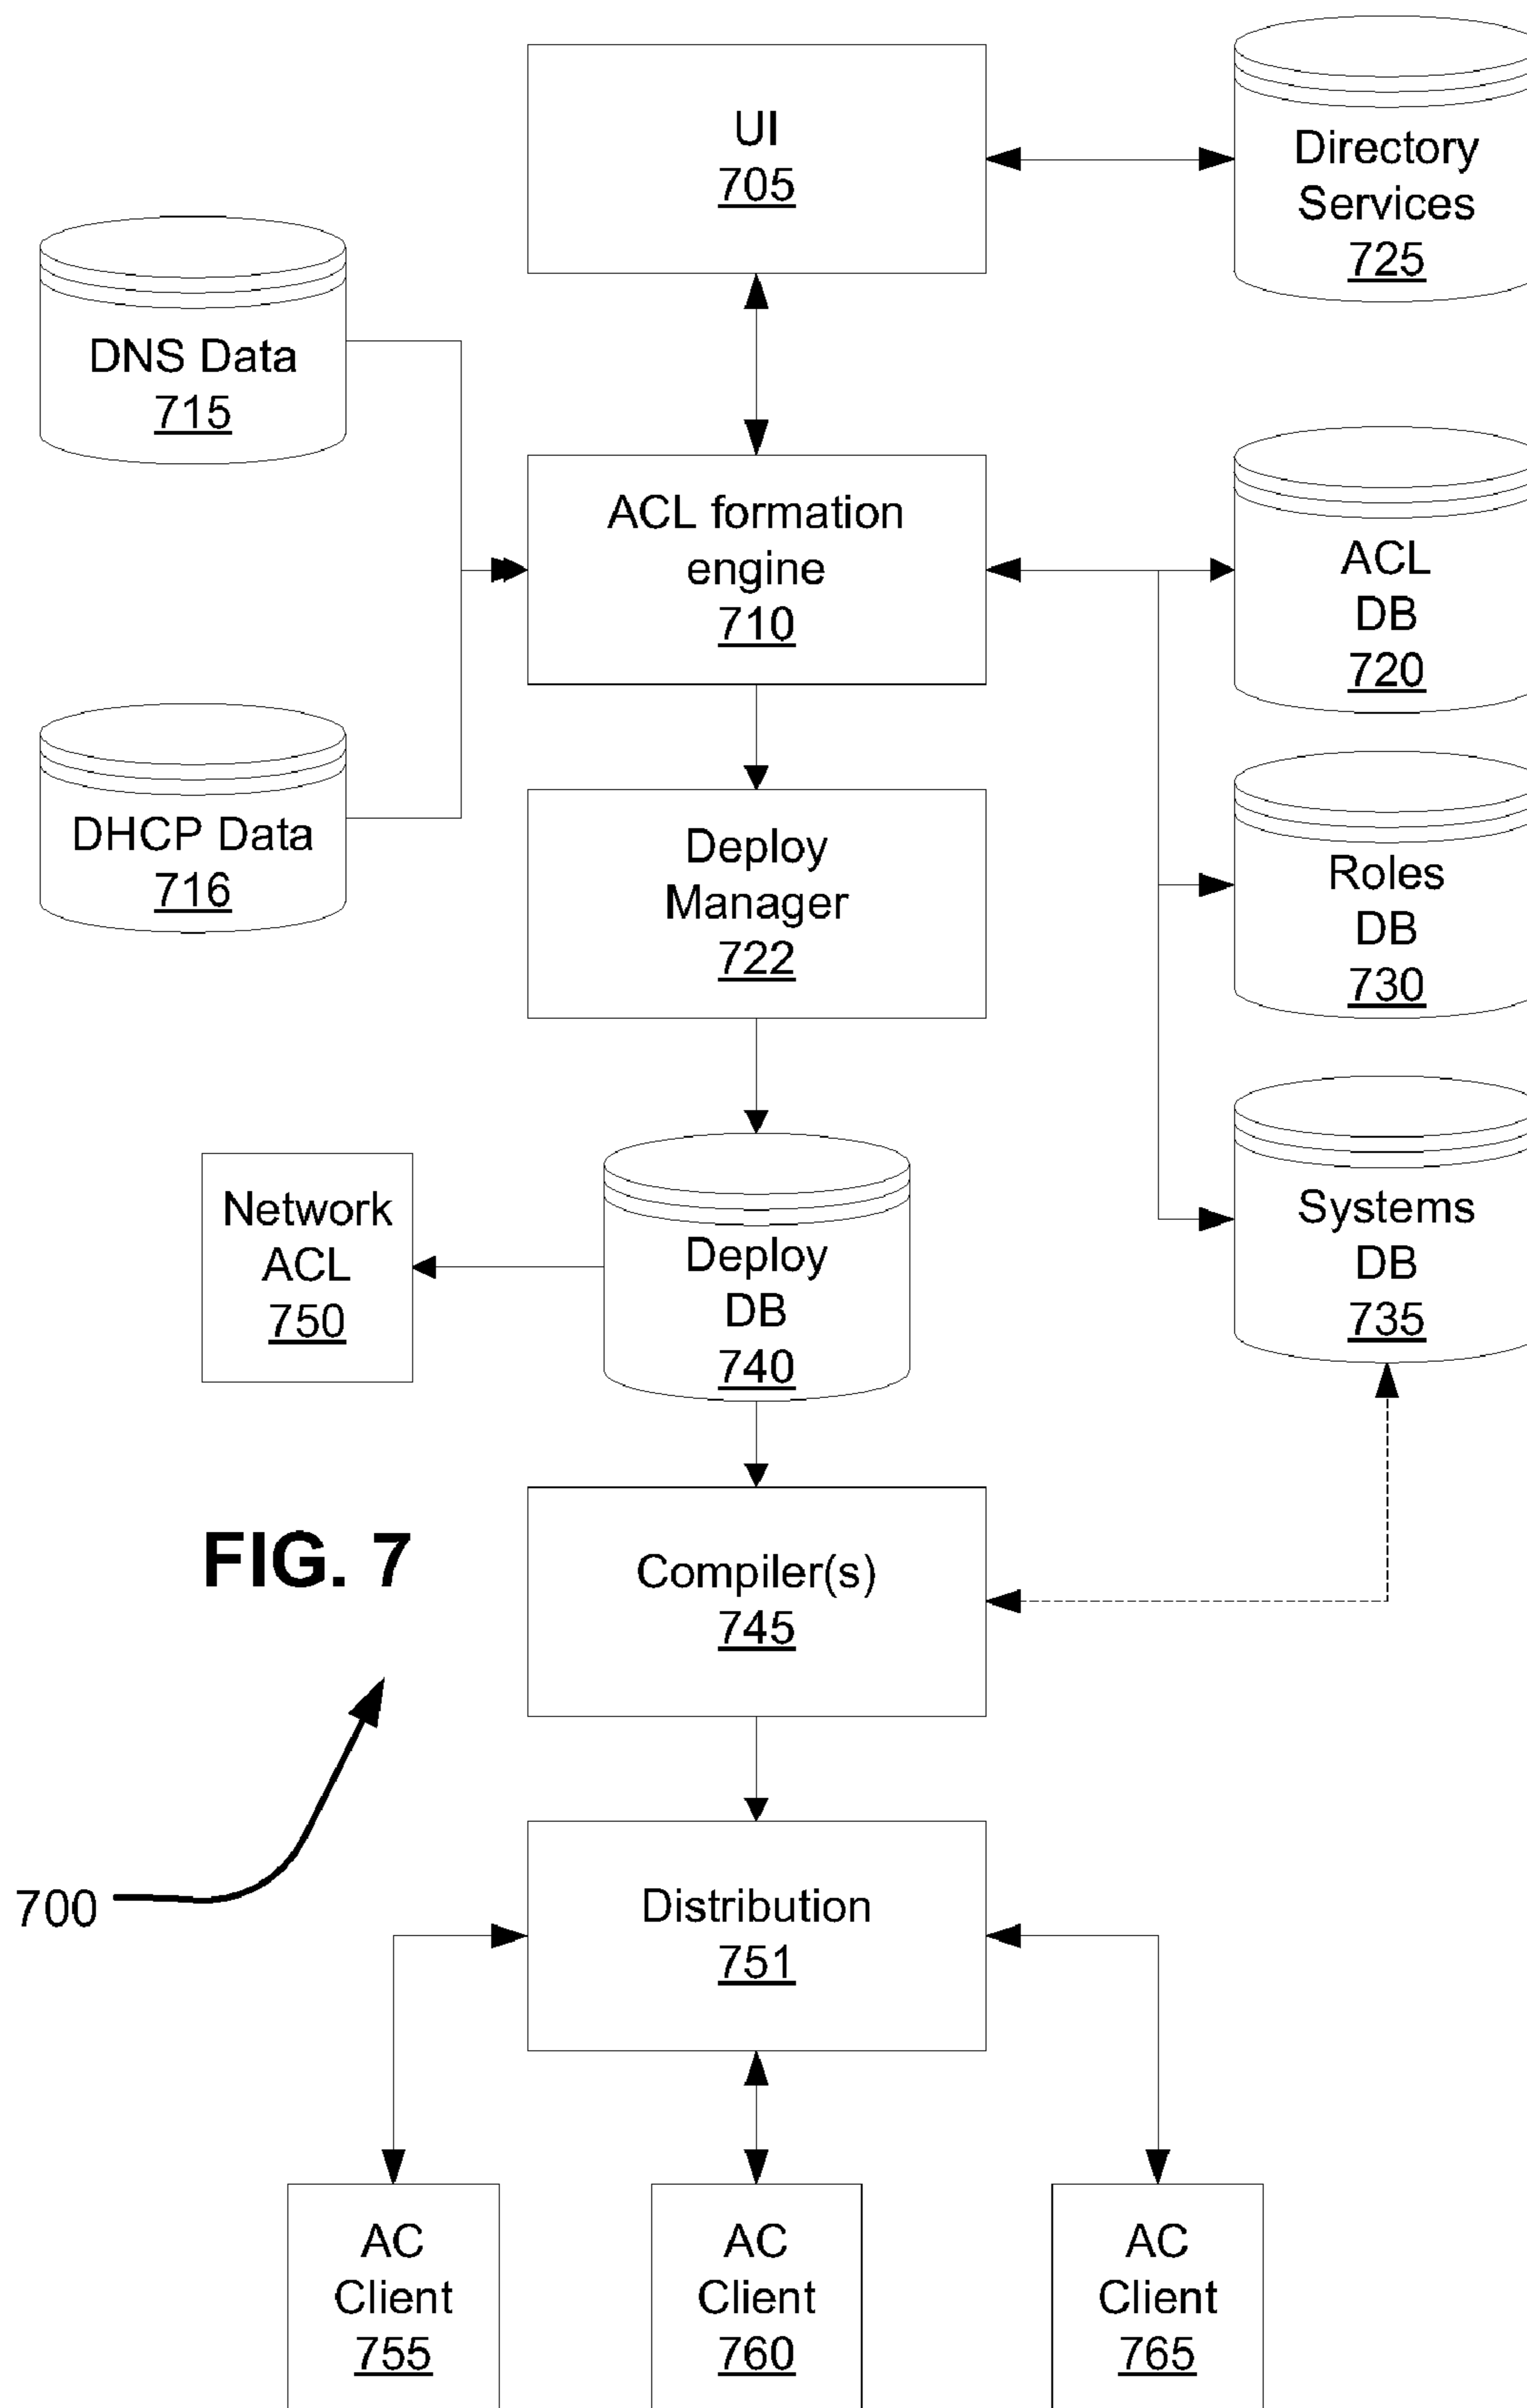 UI
705
Directory
Services
725
DNS Data
715
ACL formation
engine
710
ACL
DB
720
DHCP Data
716
Deploy
Manager
722
Roles
DB
730
Network
ACL
750
Deploy
DB
740
Systems
DB
735
FIG. 7
Compiler(s)
745
700
Distribution
751
AC
Client
755
AC
Client
760
AC
Client
765